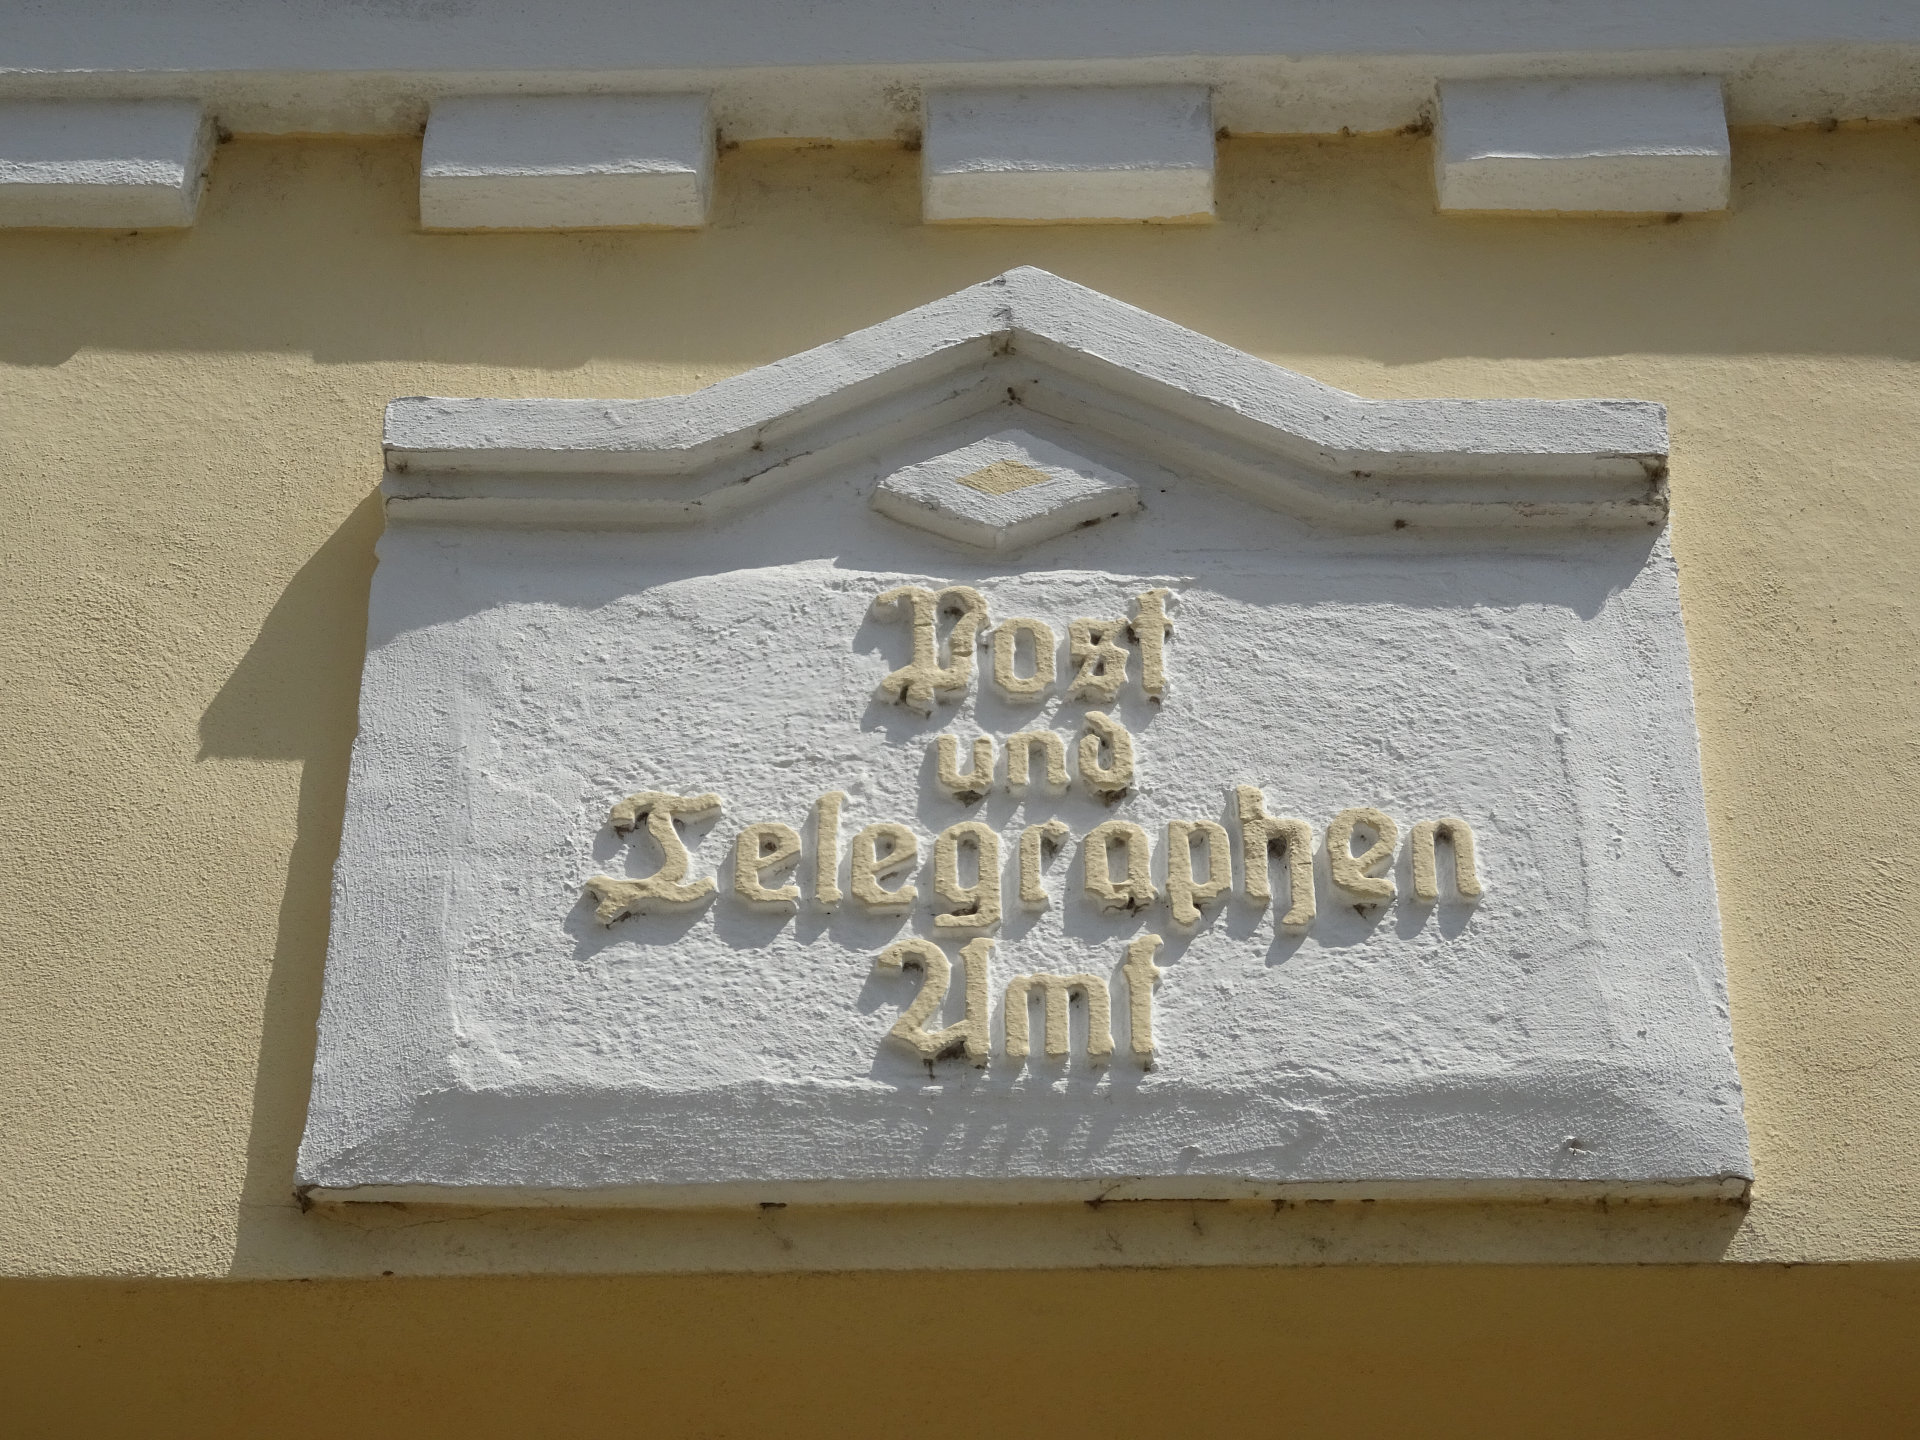 Post
und
Telegraphen
Amt